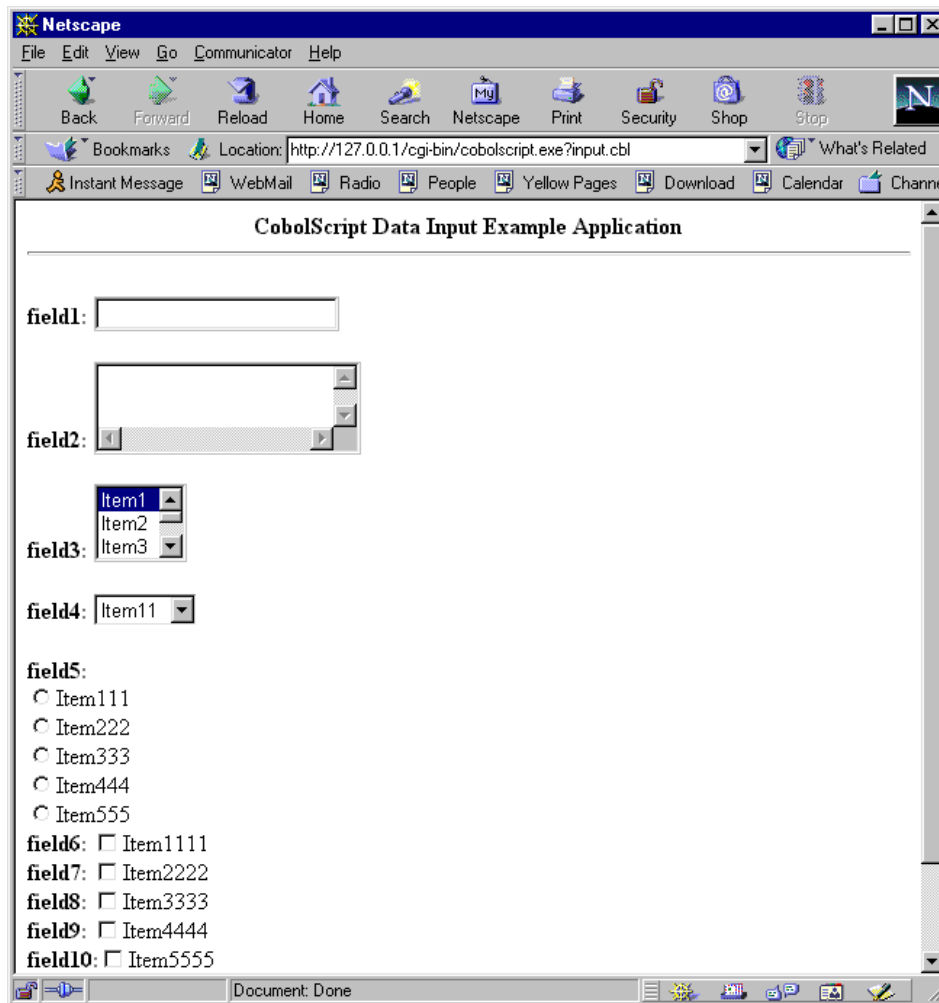 Netscape
File Edit View Go Communicator Help
Back Forward Reload Home Search Netscape Print Security Shop Stop
My
N
Bookmarks Location: http://127.0.0.1/cgi-bin/cobolscript.exe?input.cbl What's Related
Instant Message WebMail Radio People Yellow Pages Download Calendar Channe
CobolScript Data Input Example Application
field1:
field2:
Item1
Item2
field3: Item3
field4: Item11
field5:
Item111
Item222
Item333
Item444
Item555
field6: Item1111
field7: Item2222
field8: Item3333
field9: Item4444
field10: Item5555
Document: Done